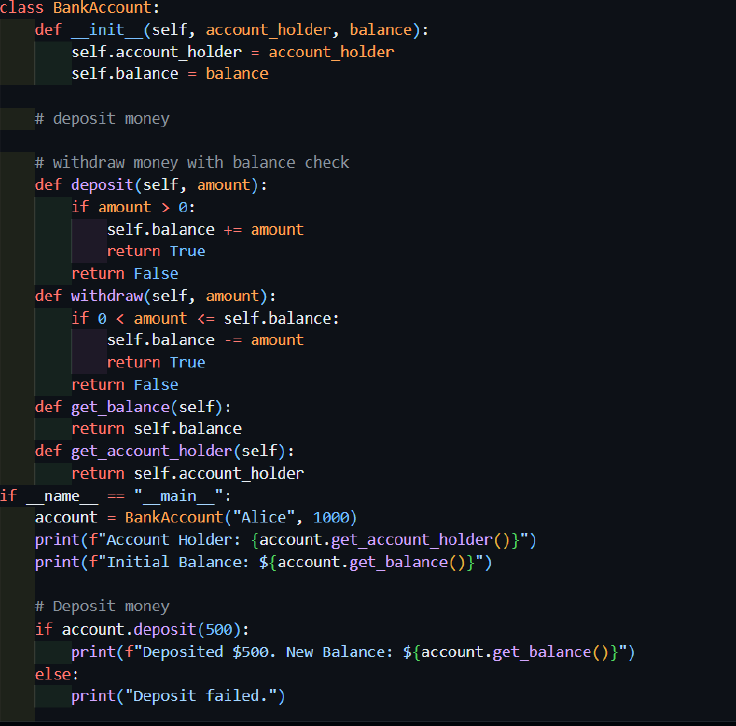 class BankAccount:
    def __init__(self, account_holder, balance):
        self.account_holder = account_holder
        self.balance = balance

    # deposit money

    # withdraw money with balance check
    def deposit(self, amount):
        if amount > 0:
            self.balance += amount
            return True
        return False
    def withdraw(self, amount):
        if 0 < amount <= self.balance:
            self.balance -= amount
            return True
        return False
    def get_balance(self):
        return self.balance
    def get_account_holder(self):
        return self.account_holder
if __name__ == "__main__":
    account = BankAccount("Alice", 1000)
    print(f"Account Holder: {account.get_account_holder()}")
    print(f"Initial Balance: ${account.get_balance()}")

    # Deposit money
    if account.deposit(500):
        print(f"Deposited $500. New Balance: ${account.get_balance()}")
    else:
        print("Deposit failed.")